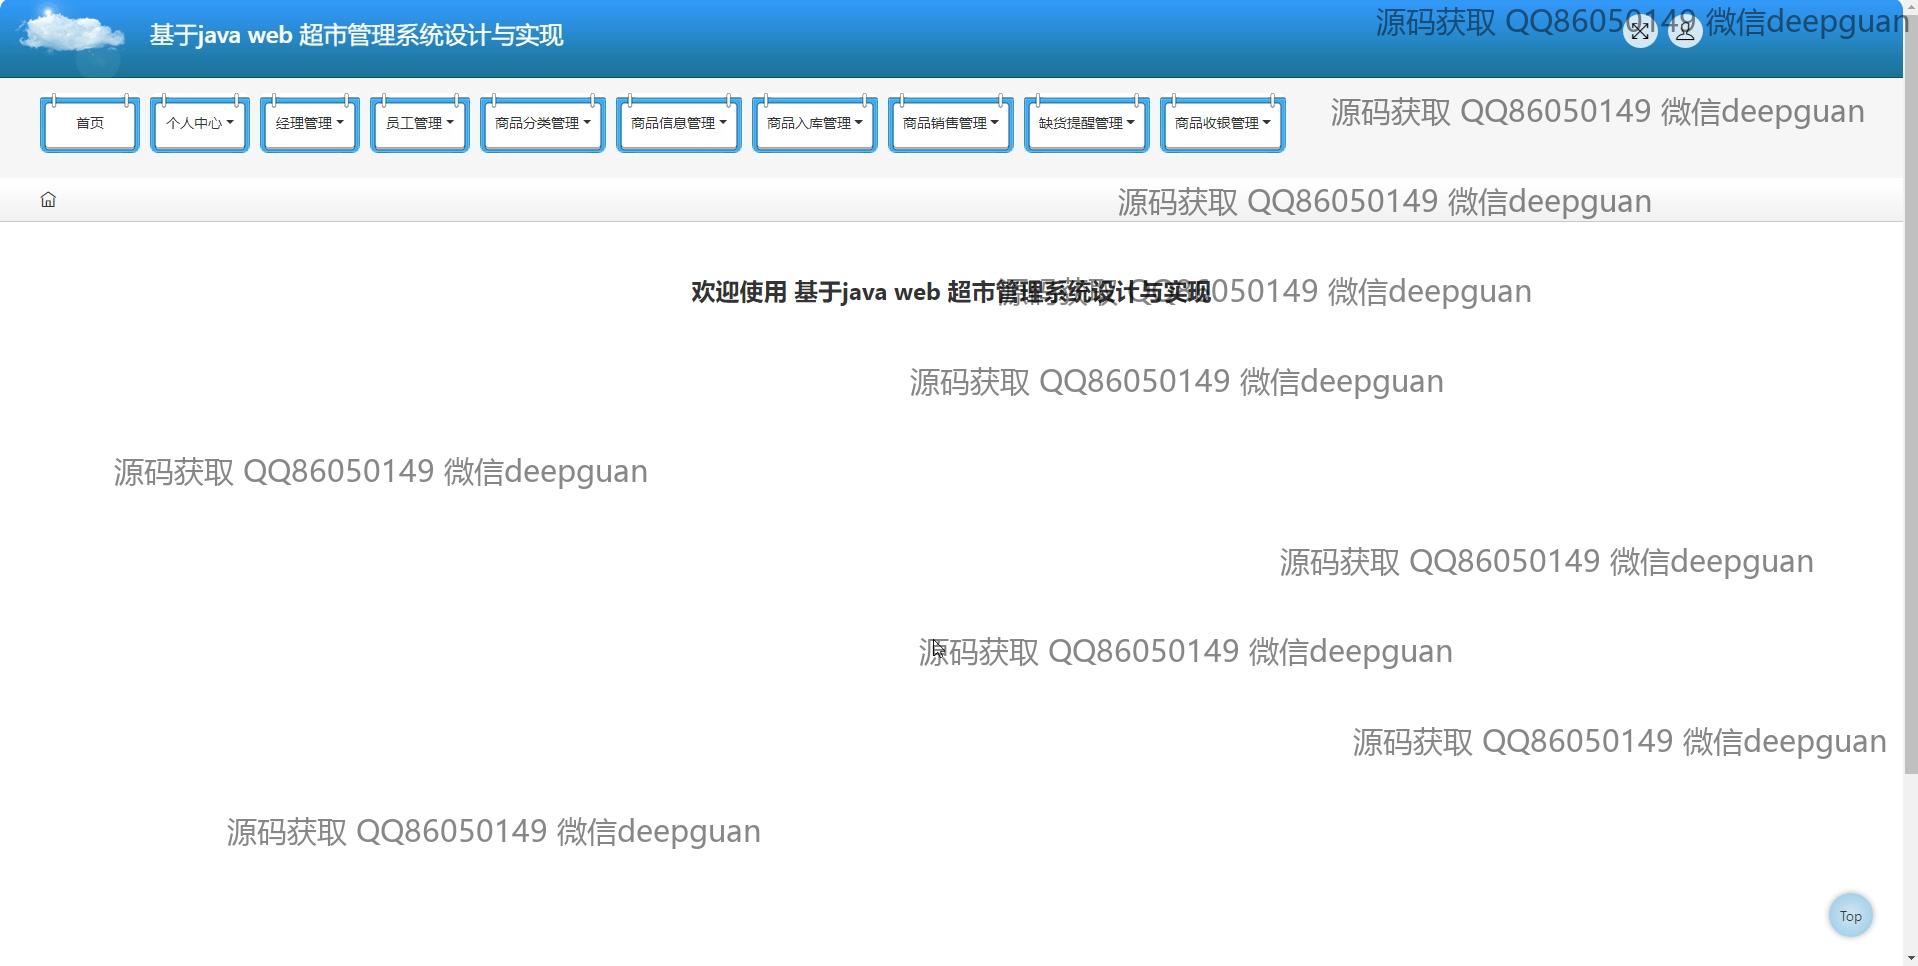 基于java web 超市管理系统设计与实现
源码获取 QQ86050149 微信deepguan
首页
个人中心
经理管理
员工管理
商品分类管理
商品信息管理
商品入库管理
商品销售管理
缺货提醒管理
商品收银管理
源码获取 QQ86050149 微信deepguan
源码获取 QQ86050149 微信deepguan
欢迎使用 基于java web 超市管理系统设计与实现
源码获取 QQ86050149 微信deepguan
源码获取 QQ86050149 微信deepguan
源码获取 QQ86050149 微信deepguan
源码获取 QQ86050149 微信deepguan
源码获取 QQ86050149 微信deepguan
源码获取 QQ86050149 微信deepguan
源码获取 QQ86050149 微信deepguan
Top